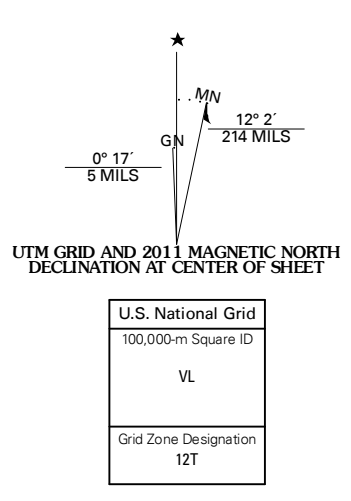 MN
GN
12° 2´
214 MILS
0° 17´
5 MILS
UTM GRID AND 2011 MAGNETIC NORTH
DECLINATION AT CENTER OF SHEET
U.S. National Grid
100,000-m Square ID
VL
Grid Zone Designation
12T